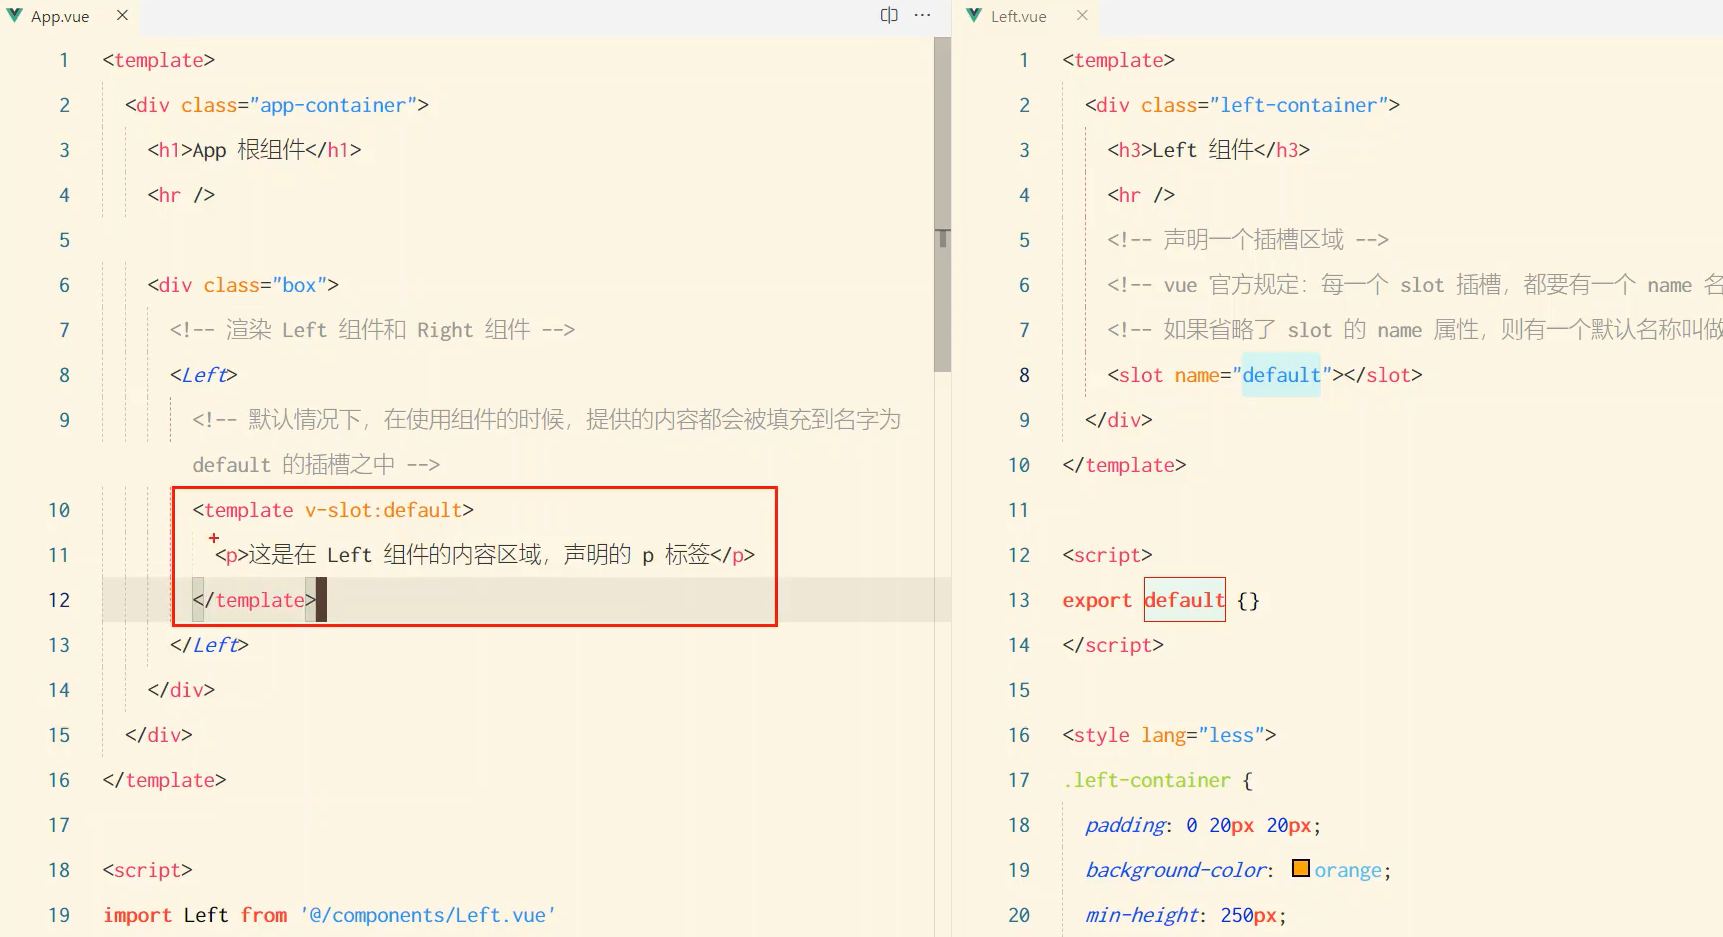 App.vue
1 <template>
2 <div class="app-container">
3 <h1>App 根组件</h1>
4 <hr />
5
6 <div class="box">
7 <!-- 渲染 Left 组件和 Right 组件 -->
8 <Left>
9 <!-- 默认情况下，在使用组件的时候，提供的内容都会被填充到名字为
default 的插槽之中 -->
10 <template v-slot:default>
11 <p>这是在 Left 组件的内容区域，声明的 p 标签</p>
12 </template>
13 </Left>
14 </div>
15 </div>
16 </template>
17
18 <script>
19 import Left from '@/components/Left.vue'
Left.vue
1 <template>
2 <div class="left-container">
3 <h3>Left 组件</h3>
4 <hr />
5 <!-- 声明一个插槽区域 -->
6 <!-- vue 官方规定：每一个 slot 插槽，都要有一个 name 名
7 <!-- 如果省略了 slot 的 name 属性，则有一个默认名称叫做
8 <slot name="default"></slot>
9 </div>
10 </template>
11
12 <script>
13 export default {}
14 </script>
15
16 <style lang="less">
17 .left-container {
18 padding: 0 20px 20px;
19 background-color: orange;
20 min-height: 250px;